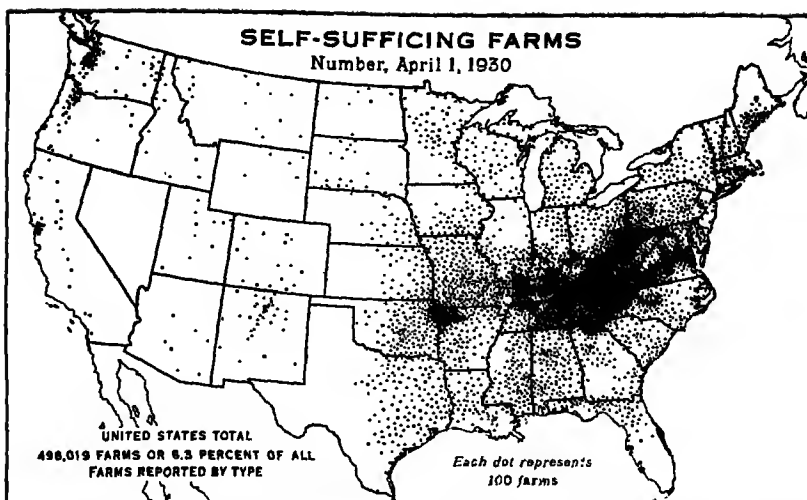 SELF-SUFFICING FARMS
Number, April 1, 1930
UNITED STATES TOTAL
498,019 FARMS OR 6.3 PERCENT OF ALL
FARMS REPORTED BY TYPE
Each dot represents
100 farms